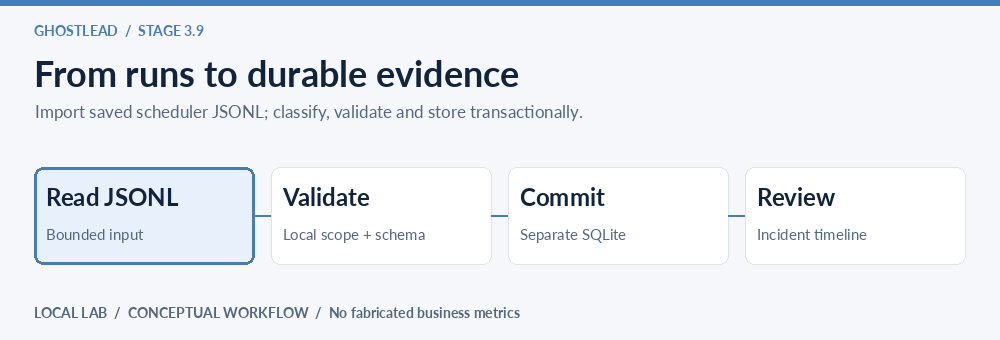 GHOSTLEAD / STAGE 3.9
From runs to durable evidence
Import saved scheduler JSONL; classify, validate and store transactionally.
Read JSONL
Bounded input
Validate
Local scope + schema
Commit
Separate SQLite
Review
Incident timeline
LOCAL LAB / CONCEPTUAL WORKFLOW / No fabricated business metrics